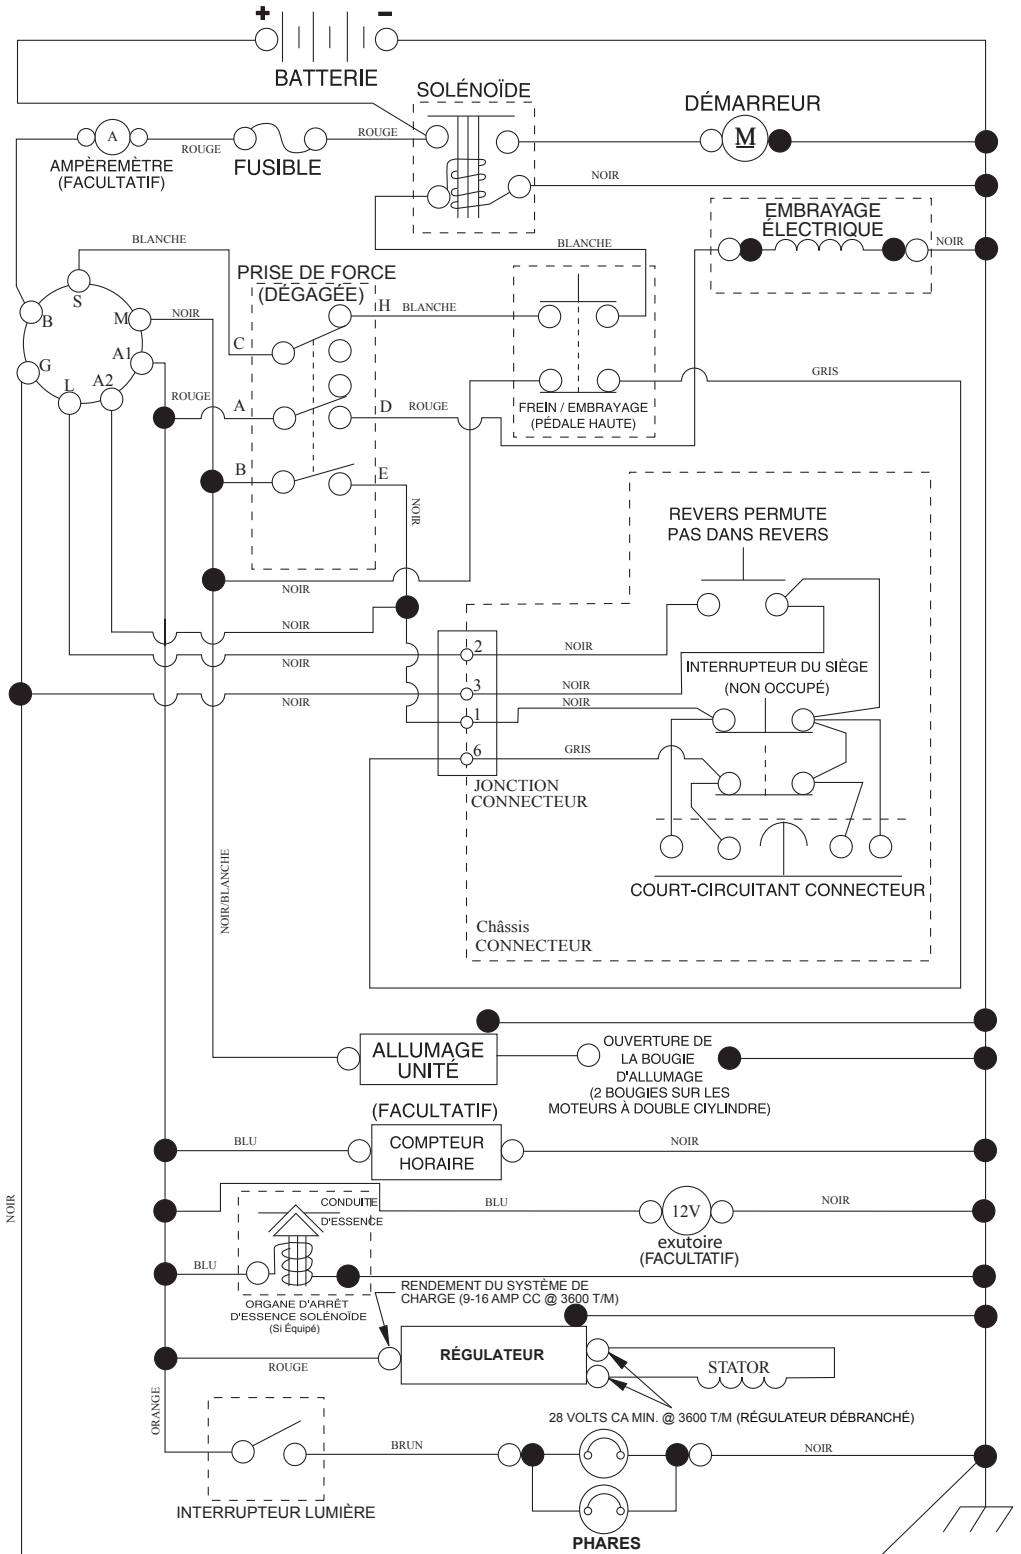 + -
BATTERIE
SOLÉNOÏDE
DÉMARREUR
A
ROUGE
ROUGE
M
AMPÈREMÈTRE
(FACULTATIF)
FUSIBLE
NOIR
EMBRAYAGE
ÉLECTRIQUE
BLANCHE
BLANCHE
NOIR
PRISE DE FORCE
(DÉGAGÉE)
S
B
M
NOIR
H
BLANCHE
C
A1
G
L
A2
GRIS
ROUGE
A
D
ROUGE
FREIN / EMBRAYAGE
(PÉDALE HAUTE)
B
E
NOIR
REVERS PERMUTE
PAS DANS REVERS
NOIR
NOIR
2
NOIR
NOIR
INTERRUPTEUR DU SIÈGE
(NON OCCUPÉ)
3
NOIR
NOIR
NOIR
1
6
GRIS
JONCTION
CONNECTEUR
NOIR/BLANCHE
COURT-CIRCUITANT CONNECTEUR
Châssis
CONNECTEUR
ALLUMAGE
UNITÉ
OUVERTURE DE
LA BOUGIE
D'ALLUMAGE
(2 BOUGIES SUR LES
MOTEURS À DOUBLE CIYLINDRE)
(FACULTATIF)
BLU
COMPTEUR
HORAIRE
NOIR
NOIR
CONDUITE
D'ESSENCE
BLU
12V
NOIR
exutoire
(FACULTATIF)
BLU
ORGANE D'ARRÊT
D'ESSENCE SOLÉNOÏDE
(Si Équipé)
RENDEMENT DU SYSTÈME DE
CHARGE (9-16 AMP CC @ 3600 T/M)
RÉGULATEUR
ROUGE
STATOR
ORANGE
28 VOLTS CA MIN. @ 3600 T/M (RÉGULATEUR DÉBRANCHÉ)
BRUN
NOIR
INTERRUPTEUR LUMIÈRE
PHARES